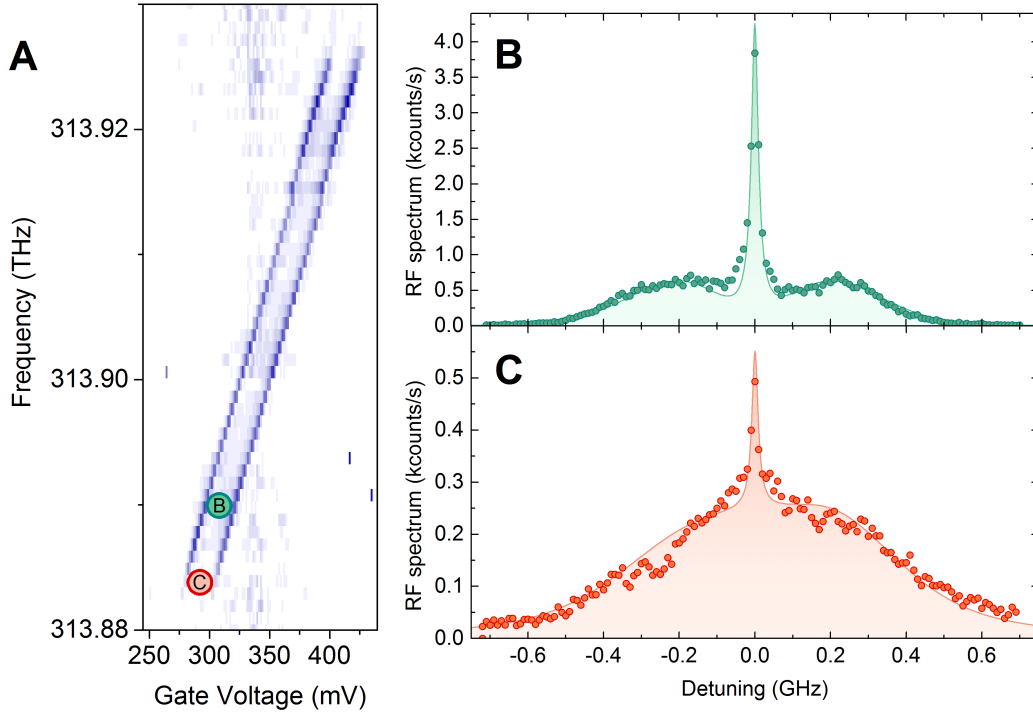 A
Frequency (THz)
313.92
313.90
313.88
250
300
350
400
Gate Voltage (mV)
B
C
B
RF spectrum (kcounts/s)
4.0
3.5
3.0
2.5
2.0
1.5
1.0
0.5
0.0
C
RF spectrum (kcounts/s)
0.5
0.4
0.3
0.2
0.1
0.0
-0.6
-0.4
-0.2
0.0
0.2
0.4
0.6
Detuning (GHz)